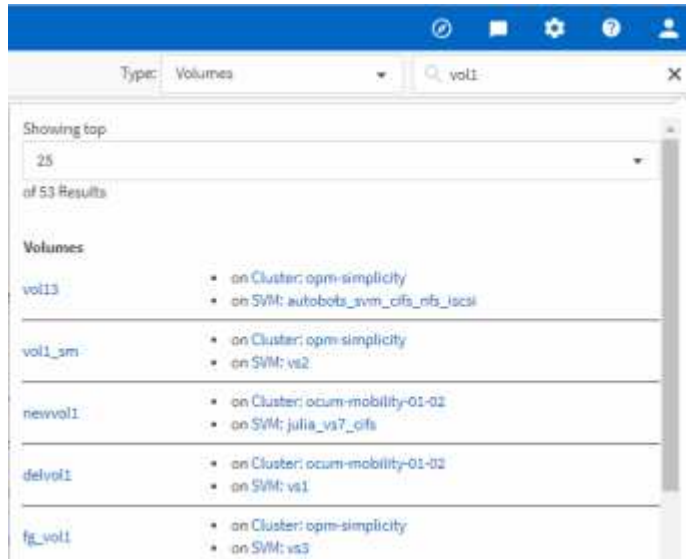 Type: Volumes vol1
Showing top
25
of 53 Results
Volumes
vol13
on Cluster: opm-simplicity
on SVM: autobots_svm_cifs_nfs_iscsi
vol1_sm
on Cluster: opm-simplicity
on SVM: vs2
newvol1
on Cluster: ocum-mobility-01-02
on SVM: julia_vs7_cifs
delvol1
on Cluster: ocum-mobility-01-02
on SVM: vs1
fg_vol1
on Cluster: opm-simplicity
on SVM: vs3